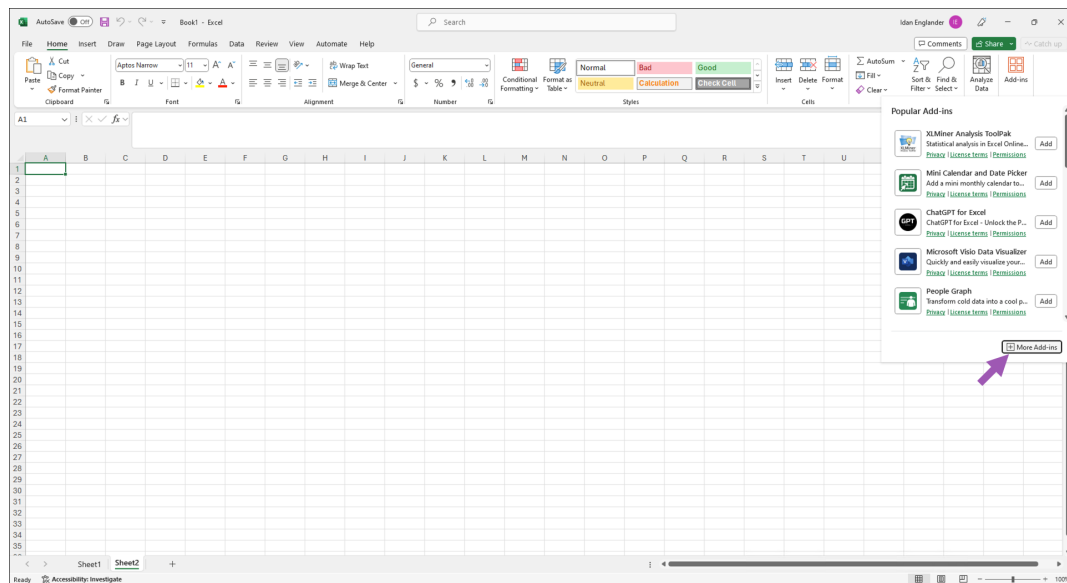 AutoSave Off Book1 - Excel Search Idan Englander IE
File Home Insert Draw Page Layout Formulas Data Review View Automate Help Comments Share Catch up
Paste Cut Copy Format Painter
Clipboard
Aptos Narrow 11 A^ A˅
B I U A
Font
Wrap Text
Merge & Center
Alignment
General
$ % 9
Number
Conditional Formatting
Format as Table
Normal Bad Good
Neutral Calculation Check Cell
Styles
Insert Delete Format
Cells
AutoSum
Fill
Clear
Sort & Filter
Find & Select
Analyze Data
Add-ins
A1 fx
A B C D E F G H I J K L M N O P Q R S T U
1
2
3
4
5
6
7
8
9
10
11
12
13
14
15
16
17
18
19
20
21
22
23
24
25
26
27
28
29
30
31
32
33
34
35
Popular Add-ins
XLMiner Analysis ToolPak
Statistical analysis in Excel Online... Add
Privacy | License terms | Permissions
Mini Calendar and Date Picker
Add a mini monthly calendar to... Add
Privacy | License terms | Permissions
ChatGPT for Excel
GPT ChatGPT for Excel - Unlock the P... Add
Privacy | License terms | Permissions
Microsoft Visio Data Visualizer
Quickly and easily visualize your... Add
Privacy | License terms | Permissions
People Graph
Transform cold data into a cool p... Add
Privacy | License terms | Permissions
More Add-ins
Sheet1 Sheet2 +
Ready Accessibility: Investigate 100%